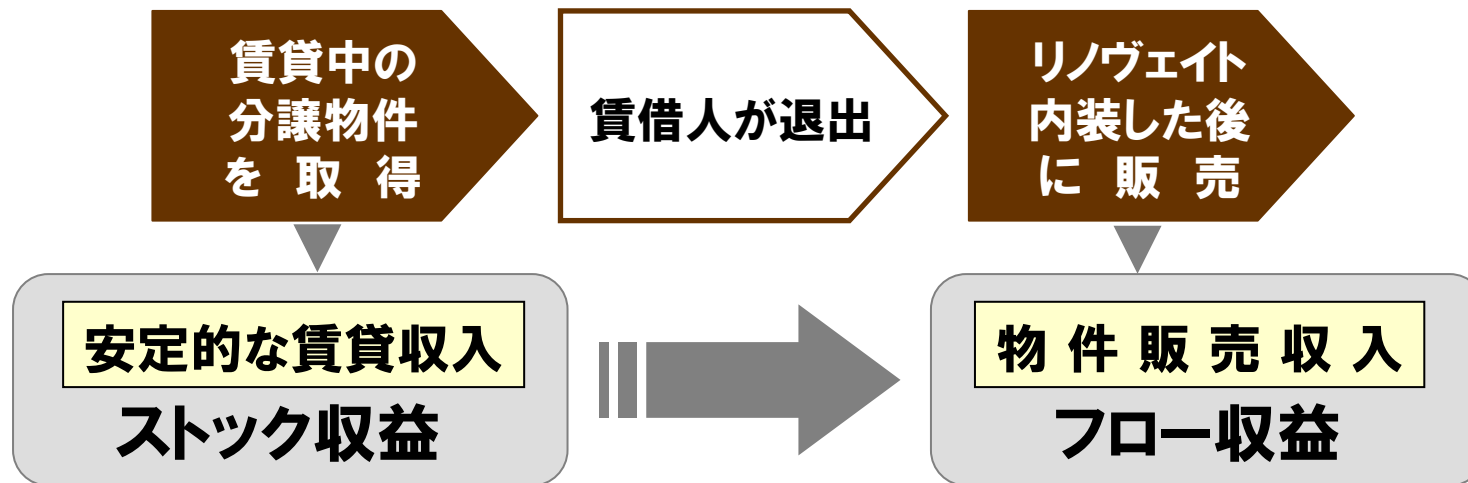 賃貸中の
分譲物件
を取得
賃借人が退出
リノヴェイト
内装した後
に販売
安定的な賃貸収入
ストック収益
物件販売収入
フロー収益